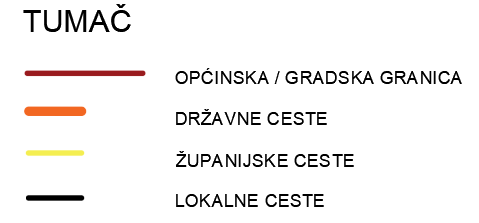 TUMAČ
OPĆINSKA / GRADSKA GRANICA
DRŽAVNE CESTE
ŽUPANIJSKE CESTE
LOKALNE CESTE